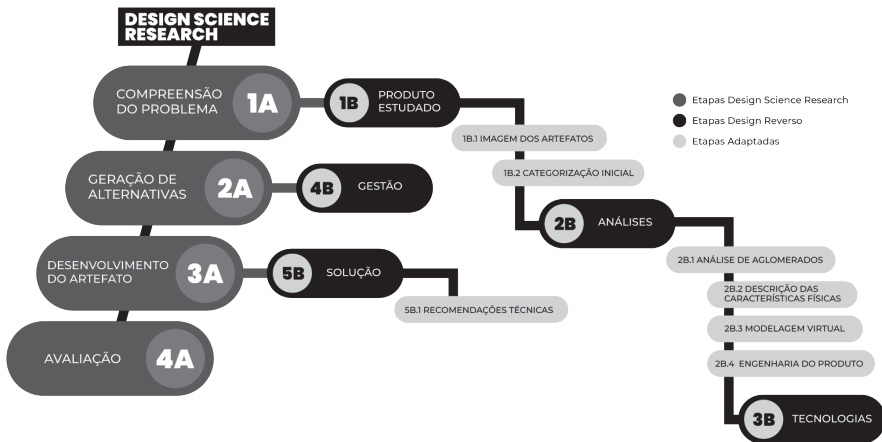 DESIGN SCIENCE
RESEARCH
COMPREENSÃO
DO PROBLEMA
1A
1B
PRODUTO
ESTUDADO
1B.1 IMAGEM DOS ARTEFATOS
1B.2 CATEGORIZAÇÃO INICIAL
Etapas Design Science Research
Etapas Design Reverso
Etapas Adaptadas
GERAÇÃO DE
ALTERNATIVAS
2A
4B
GESTÃO
2B
ANÁLISES
2B.1 ANÁLISE DE AGLOMERADOS
2B.2 DESCRIÇÃO DAS
CARACTERÍSTICAS FÍSICAS
2B.3 MODELAGEM VIRTUAL
2B.4 ENGENHARIA DO PRODUTO
3B
TECNOLOGIAS
DESENVOLVIMENTO
DO ARTEFATO
3A
5B
SOLUÇÃO
5B.1 RECOMENDAÇÕES TÉCNICAS
AVALIAÇÃO
4A